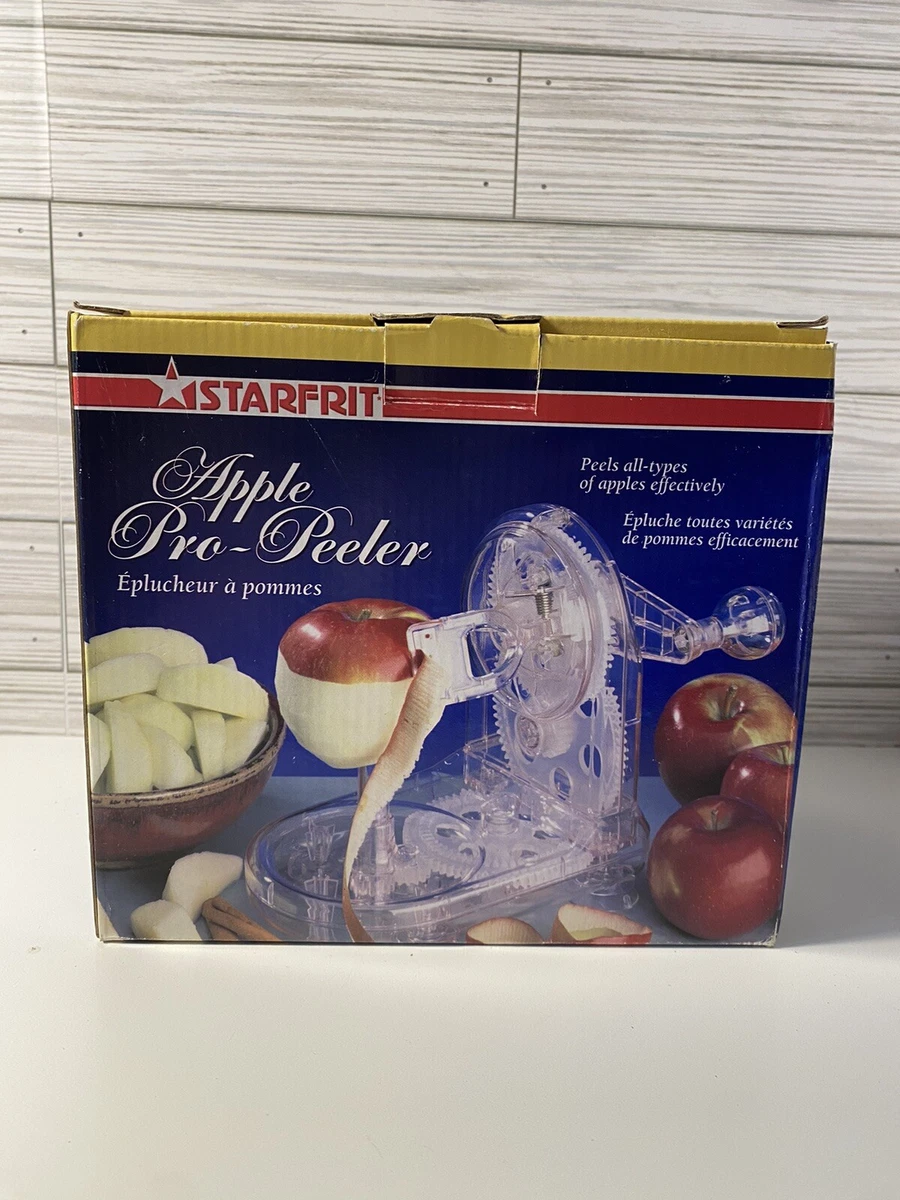 STARFRIT
Apple
Pro-Peeler
Éplucheur à pommes
Peels all-types
of apples effectively
Épluche toutes variétés
de pommes efficacement